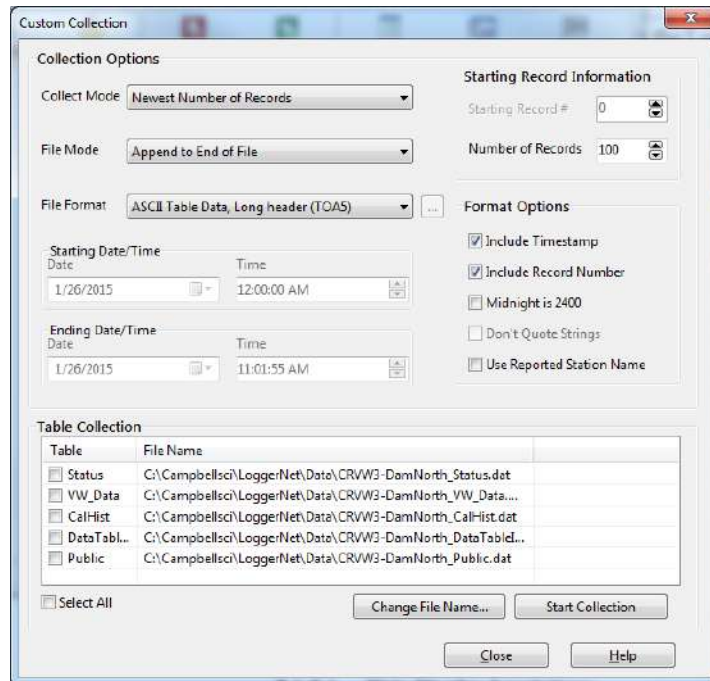 Custom Collection
Collection Options
Collect Mode Newest Number of Records
File Mode Append to End of File
File Format ASCII Table Data, Long header (TOA5) ...
Starting Date/Time
Date Time
1/26/2015 12:00:00 AM
Ending Date/Time
Date Time
1/26/2015 11:01:55 AM
Starting Record Information
Starting Record # 0
Number of Records 100
Format Options
Include Timestamp
Include Record Number
Midnight is 2400
Don't Quote Strings
Use Reported Station Name
Table Collection
Table File Name
Status C:\Campbellsci\LoggerNet\Data\CRVW3-DamNorth_Status.dat
VW_Data C:\Campbellsci\LoggerNet\Data\CRVW3-DamNorth_VW_Data....
CalHist C:\Campbellsci\LoggerNet\Data\CRVW3-DamNorth_CalHist.dat
DataTabl... C:\Campbellsci\LoggerNet\Data\CRVW3-DamNorth_DataTableI...
Public C:\Campbellsci\LoggerNet\Data\CRVW3-DamNorth_Public.dat
Select All
Change File Name... Start Collection
Close Help